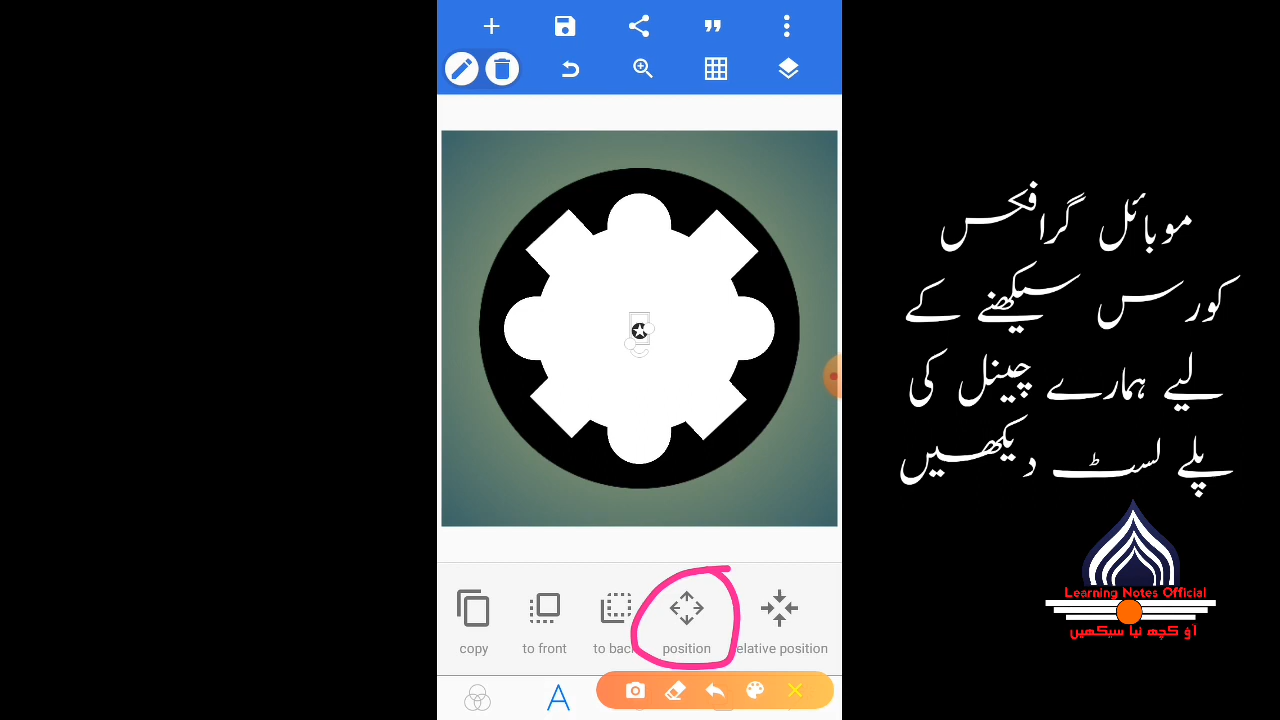 copy
to front
to back
position
relative position
موبائل گرافکس
کورس سیکھنے کے
لیے ہمارے چینل کی
پلے لسٹ دیکھیں
Learning Notes Official
آؤ کچھ نیا سیکھیں